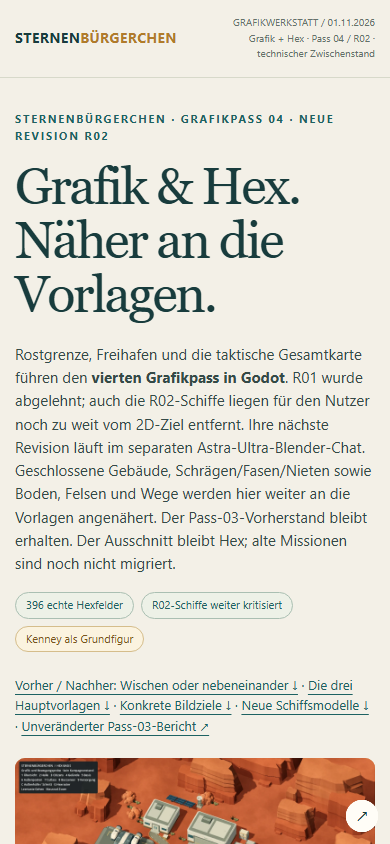 STERNENBÜRGERCHEN
GRAFIKWERKSTATT / 01.11.2026
Grafik + Hex · Pass 04 / R02 ·
technischer Zwischenstand
STERNENBÜRGERCHEN · GRAFIKPASS 04 · NEUE
REVISION R02
Grafik & Hex.
Näher an die
Vorlagen.
Rostgrenze, Freihafen und die taktische Gesamtkarte
führen den vierten Grafikpass in Godot. R01 wurde
abgelehnt; auch die R02-Schiffe liegen für den Nutzer
noch zu weit vom 2D-Ziel entfernt. Ihre nächste
Revision läuft im separaten Astra-Ultra-Blender-Chat.
Geschlossene Gebäude, Schrägen/Fasen/Nieten sowie
Boden, Felsen und Wege werden hier weiter an die
Vorlagen angenähert. Der Pass-03-Vorherstand bleibt
erhalten. Der Ausschnitt bleibt Hex; alte Missionen
sind noch nicht migriert.
396 echte Hexfelder
R02-Schiffe weiter kritisiert
Kenney als Grundfigur
Vorher / Nachher: Wischen oder nebeneinander ↓ · Die drei
Hauptvorlagen ↓ · Konkrete Bildziele ↓ · Neue Schiffsmodelle ↓
· Unveränderter Pass-03-Bericht ↗
↗